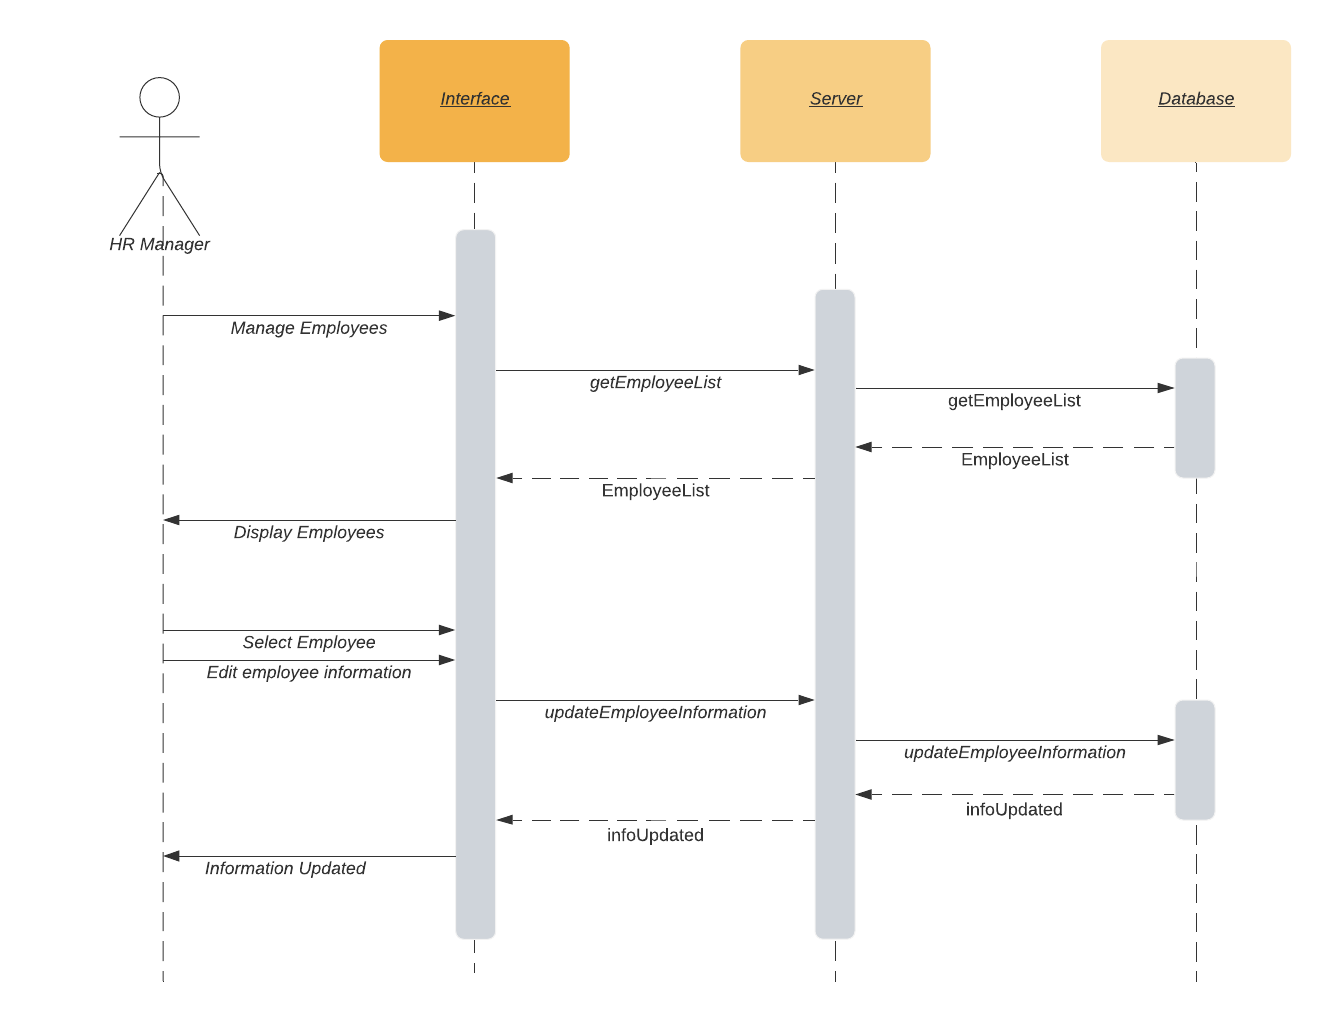 Interface
Server
Database
HR Manager
Manage Employees
getEmployeeList
getEmployeeList
EmployeeList
EmployeeList
Display Employees
Select Employee
Edit employee information
updateEmployeeInformation
updateEmployeeInformation
infoUpdated
infoUpdated
Information Updated